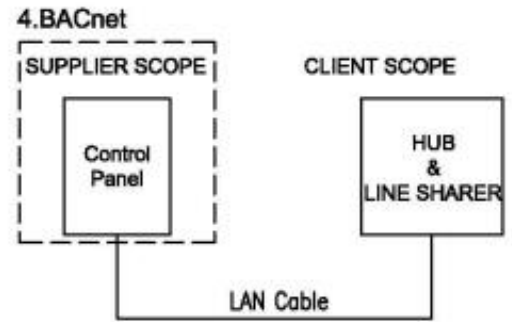 4.BACnet
SUPPLIER SCOPE
CLIENT SCOPE
Control
Panel
HUB
&
LINE SHARER
LAN Cable